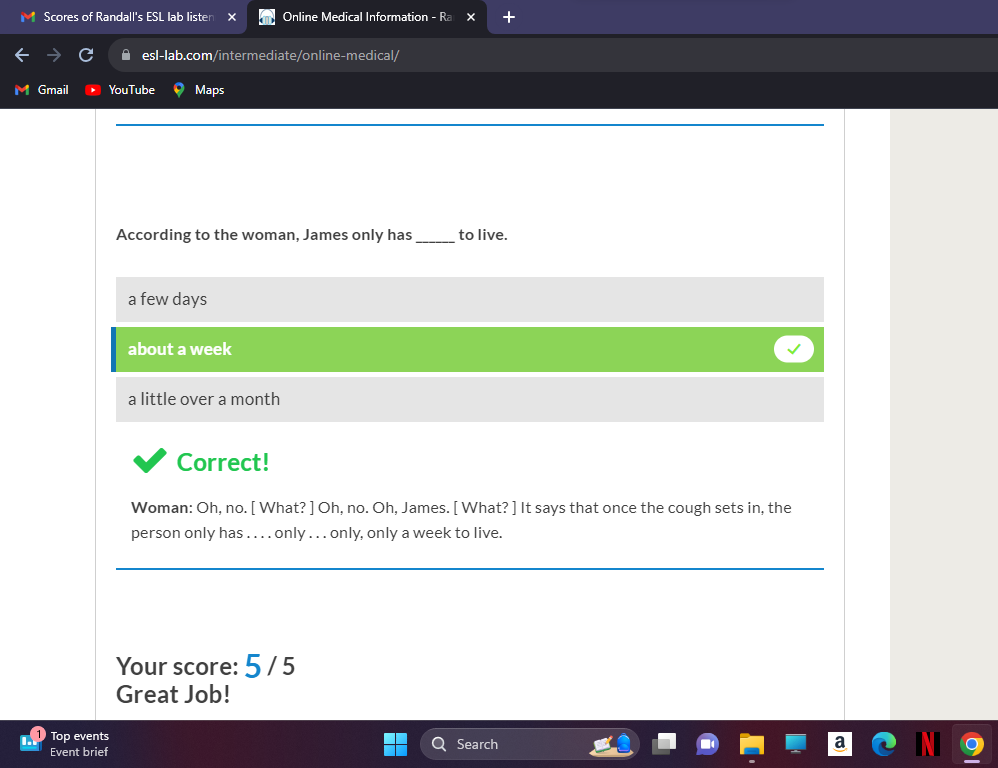 Scores of Randall's ESL lab listen
Online Medical Information - Ra
esl-lab.com/intermediate/online-medical/
Gmail
YouTube
Maps
According to the woman, James only has ______ to live.
a few days
about a week
a little over a month
Correct!
Woman: Oh, no. [ What? ] Oh, no. Oh, James. [ What? ] It says that once the cough sets in, the
person only has . . . . only . . . only, only a week to live.
Your score: 5 / 5
Great Job!
1
Top events
Event brief
Search
a
N